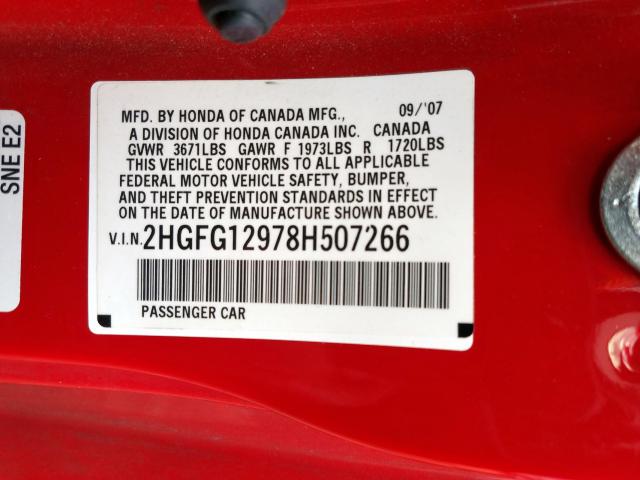 SNE E2
MFD. BY HONDA OF CANADA MFG., 09/'07
A DIVISION OF HONDA CANADA INC. CANADA
GVWR 3671LBS GAWR F 1973LBS R 1720LBS
THIS VEHICLE CONFORMS TO ALL APPLICABLE
FEDERAL MOTOR VEHICLE SAFETY, BUMPER,
AND THEFT PREVENTION STANDARDS IN EFFECT
ON THE DATE OF MANUFACTURE SHOWN ABOVE.
V.I.N. 2HGFG12978H507266
PASSENGER CAR